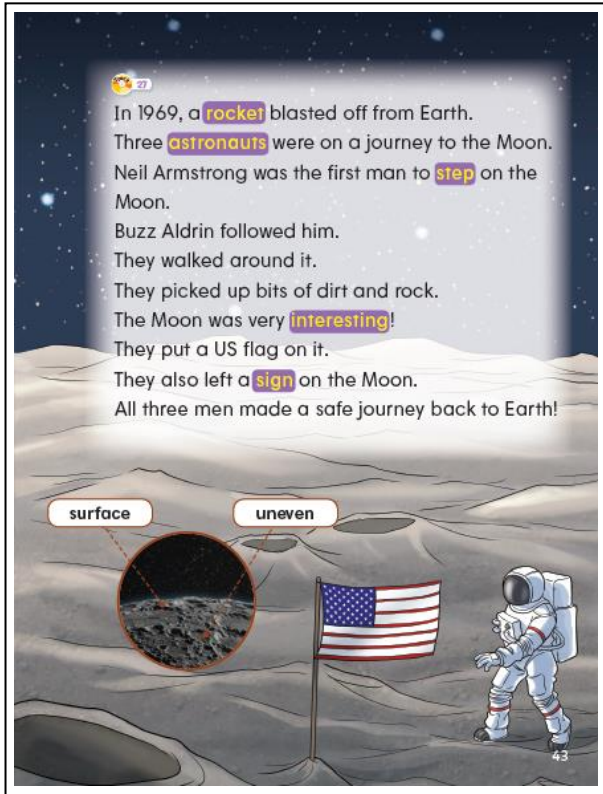 27
In 1969, a rocket blasted off from Earth.
Three astronauts were on a journey to the Moon.
Neil Armstrong was the first man to step on the
Moon.
Buzz Aldrin followed him.
They walked around it.
They picked up bits of dirt and rock.
The Moon was very interesting!
They put a US flag on it.
They also left a sign on the Moon.
All three men made a safe journey back to Earth!
surface
uneven
43